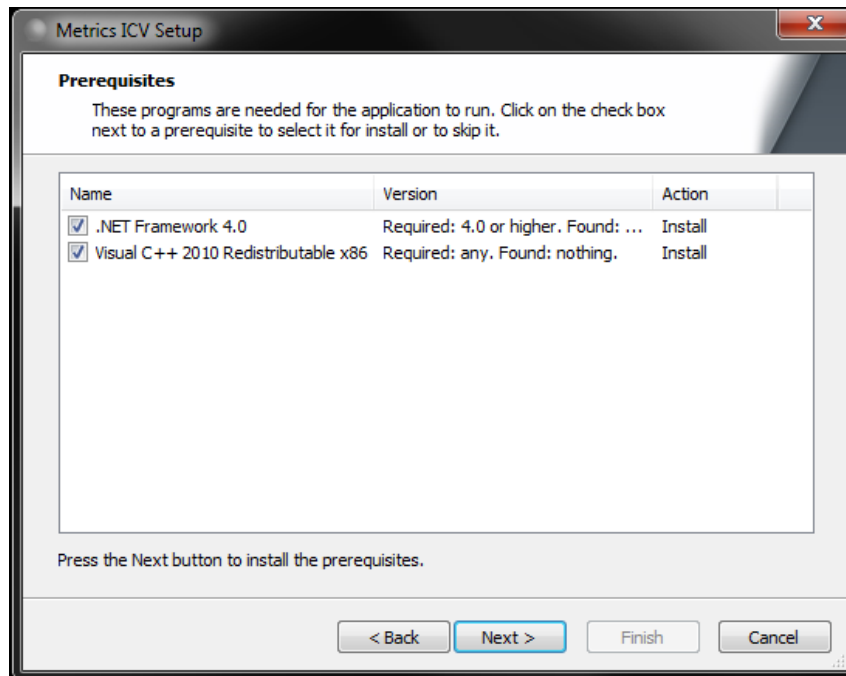 Metrics ICV Setup
Prerequisites
These programs are needed for the application to run. Click on the check box
next to a prerequisite to select it for install or to skip it.
Name Version Action
.NET Framework 4.0 Required: 4.0 or higher. Found: ... Install
Visual C++ 2010 Redistributable x86 Required: any. Found: nothing. Install
Press the Next button to install the prerequisites.
< Back Next > Finish Cancel